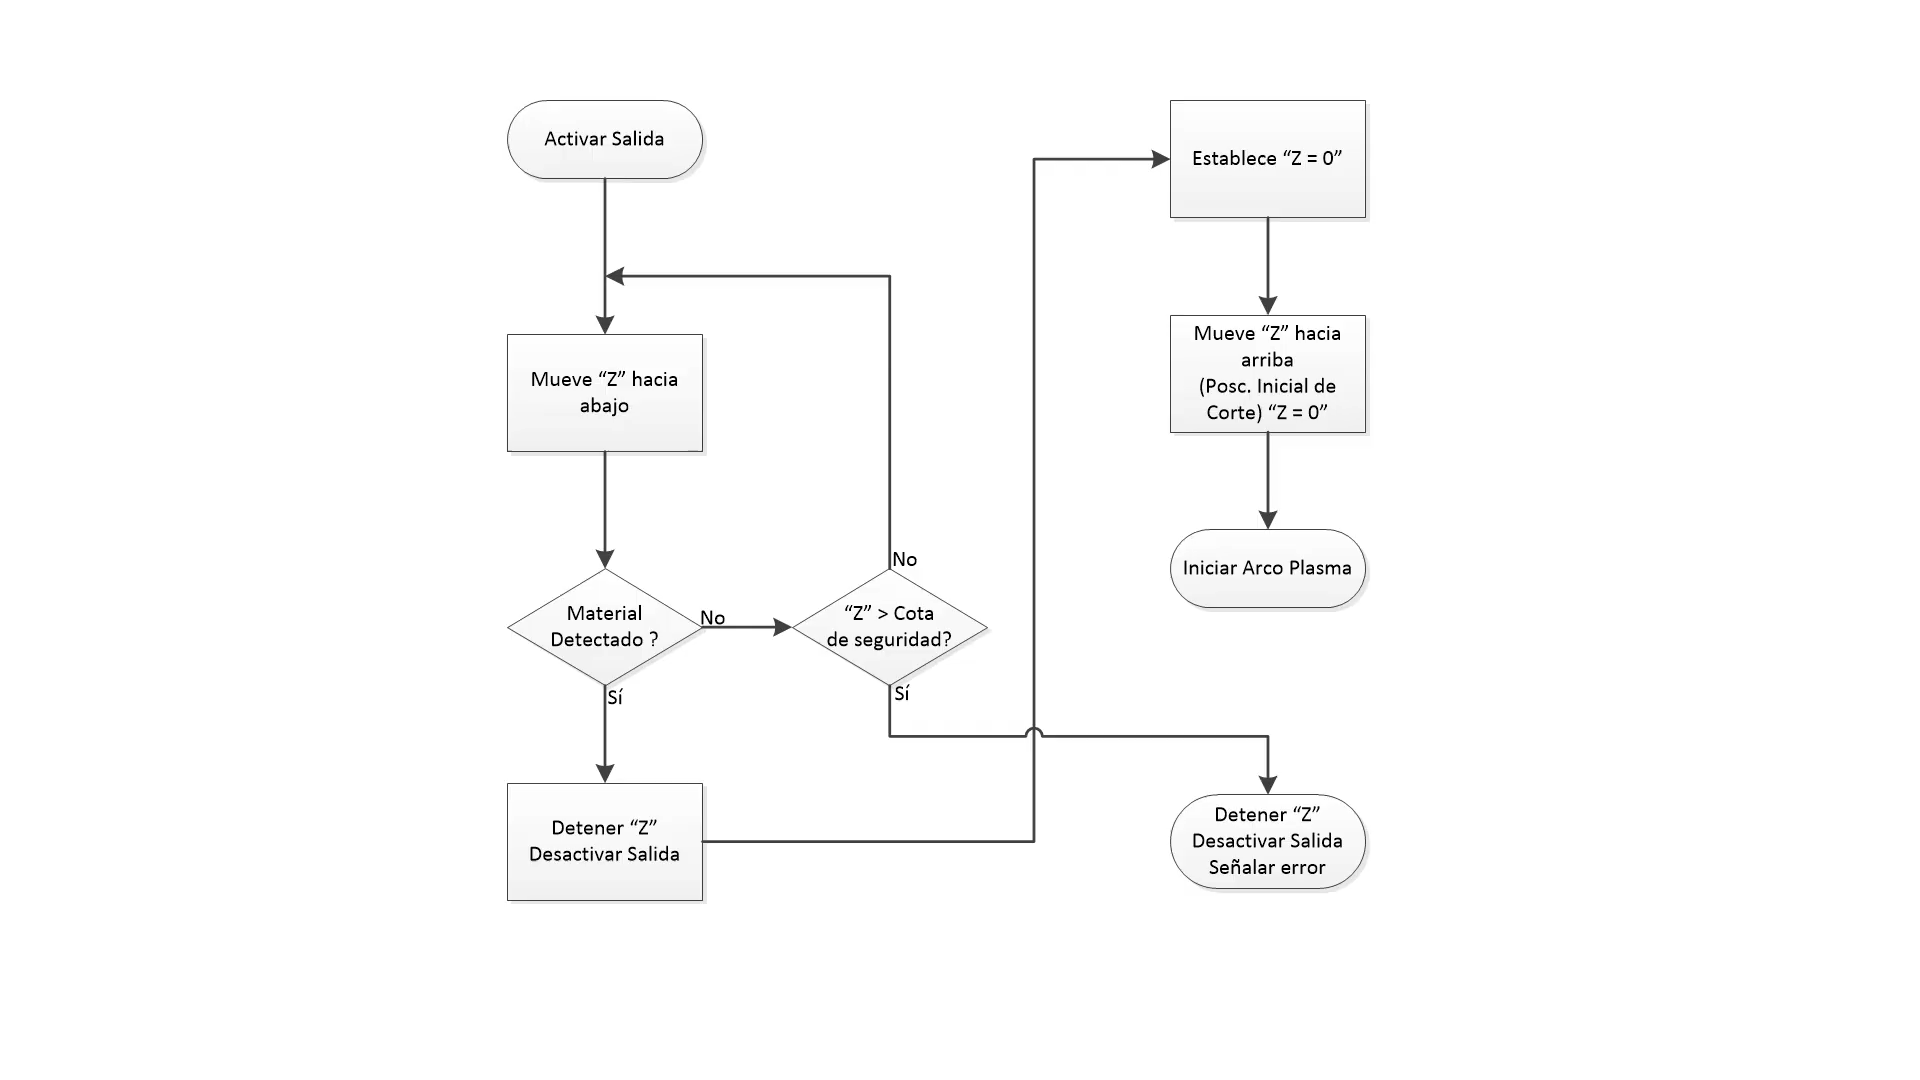 Activar Salida
Mueve “Z” hacia
abajo
Material
Detectado ?
No
Sí
“Z” > Cota
de seguridad?
No
Sí
Detener “Z”
Desactivar Salida
Establece “Z = 0”
Mueve “Z” hacia
arriba
(Posc. Inicial de
Corte) “Z = 0”
Iniciar Arco Plasma
Detener “Z”
Desactivar Salida
Señalar error